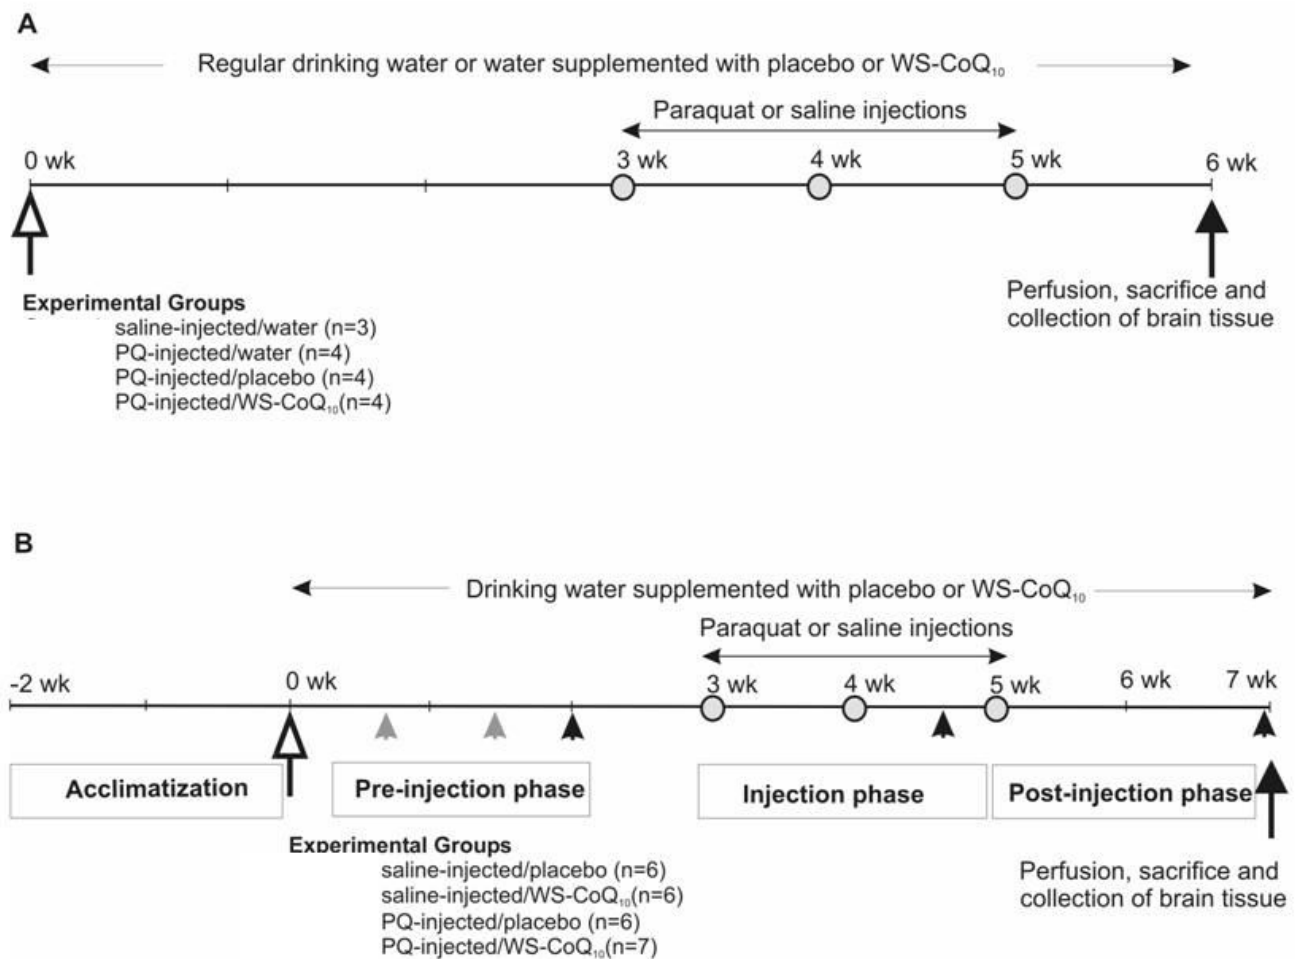 A
Regular drinking water or water supplemented with placebo or WS-CoQ₁₀
Paraquat or saline injections
0 wk
3 wk
4 wk
5 wk
6 wk
Experimental Groups
saline-injected/water (n=3)
PQ-injected/water (n=4)
PQ-injected/placebo (n=4)
PQ-injected/WS-CoQ₁₀(n=4)
Perfusion, sacrifice and
collection of brain tissue
B
Drinking water supplemented with placebo or WS-CoQ₁₀
Paraquat or saline injections
-2 wk
0 wk
3 wk
4 wk
5 wk
6 wk
7 wk
Acclimatization
Pre-injection phase
Injection phase
Post-injection phase
Experimental Groups
saline-injected/placebo (n=6)
saline-injected/WS-CoQ₁₀(n=6)
PQ-injected/placebo (n=6)
PQ-injected/WS-CoQ₁₀(n=7)
Perfusion, sacrifice and
collection of brain tissue